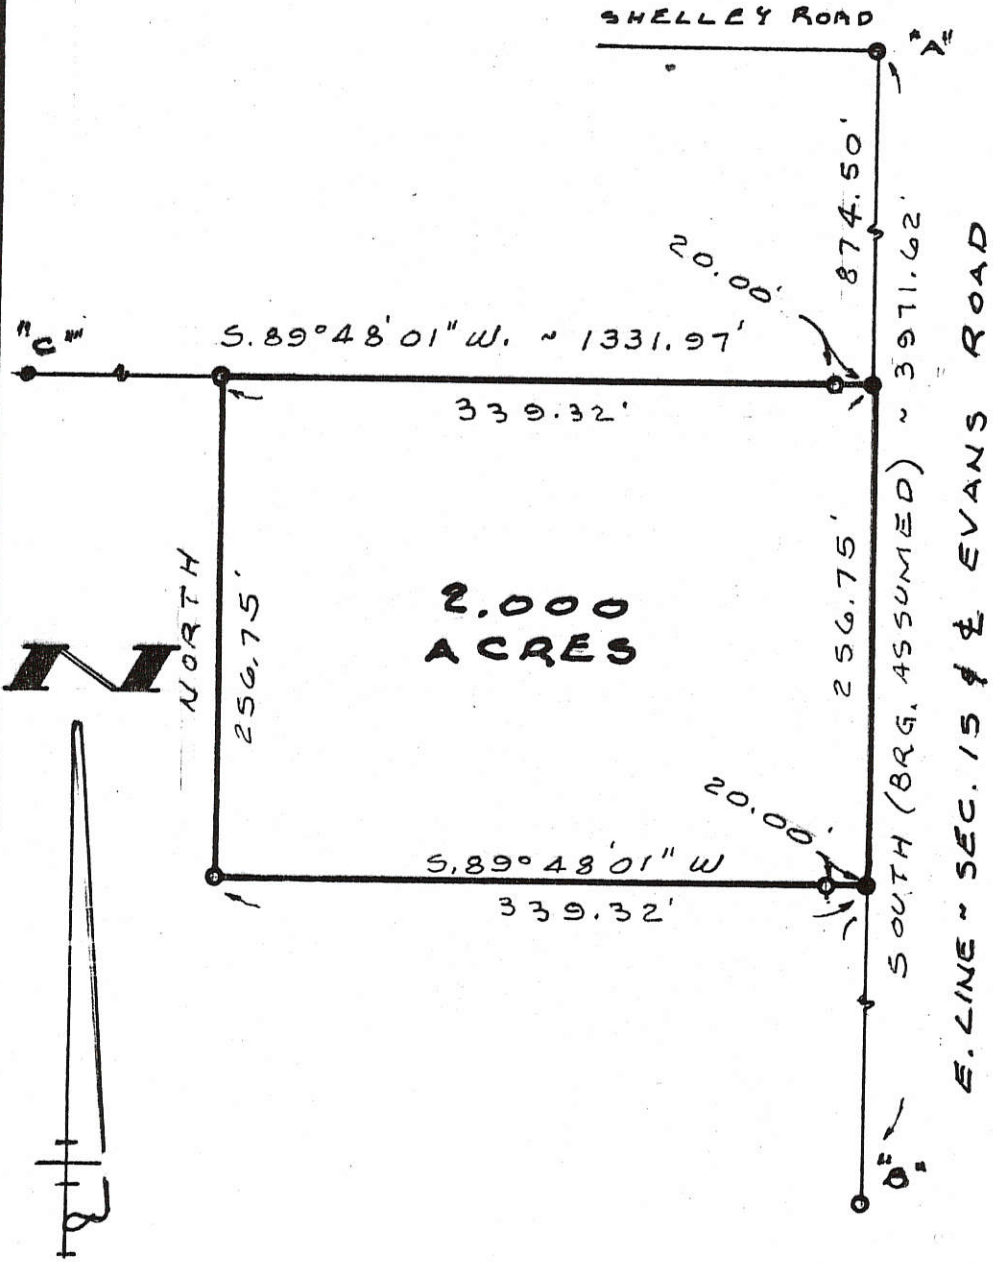 SHELLEY ROAD
"A"
874.50'
20.00'
"C"
S.89°48'01"W. ~ 1331.97'
339.32'
NORTH
256.75'
2.000
ACRES
256.75'
SOUTH (BRG. ASSUMED) ~ 3971.62'
E. LINE ~ SEC. 15 & ℄ EVANS ROAD
N
20.00'
S.89°48'01"W
339.32'
"B"